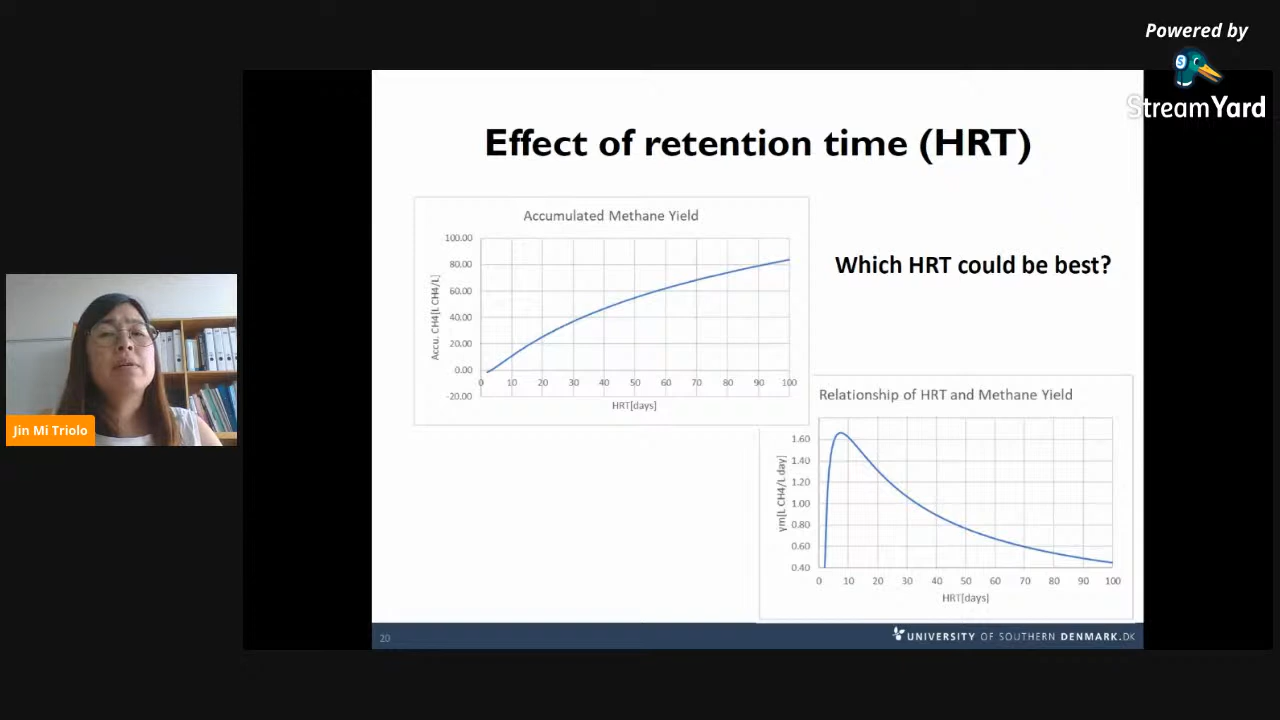 Powered by
StreamYard
Effect of retention time (HRT)
Accumulated Methane Yield
Accu. CH4[L CH4/L]
100.00
80.00
60.00
40.00
20.00
0.00
-20.00
0 10 20 30 40 50 60 70 80 90 100
HRT[days]
Which HRT could be best?
Relationship of HRT and Methane Yield
ym[L CH4/L day]
1.60
1.40
1.20
1.00
0.80
0.60
0.40
0 10 20 30 40 50 60 70 80 90 100
HRT[days]
Jin Mi Triolo
20
UNIVERSITY OF SOUTHERN DENMARK.DK